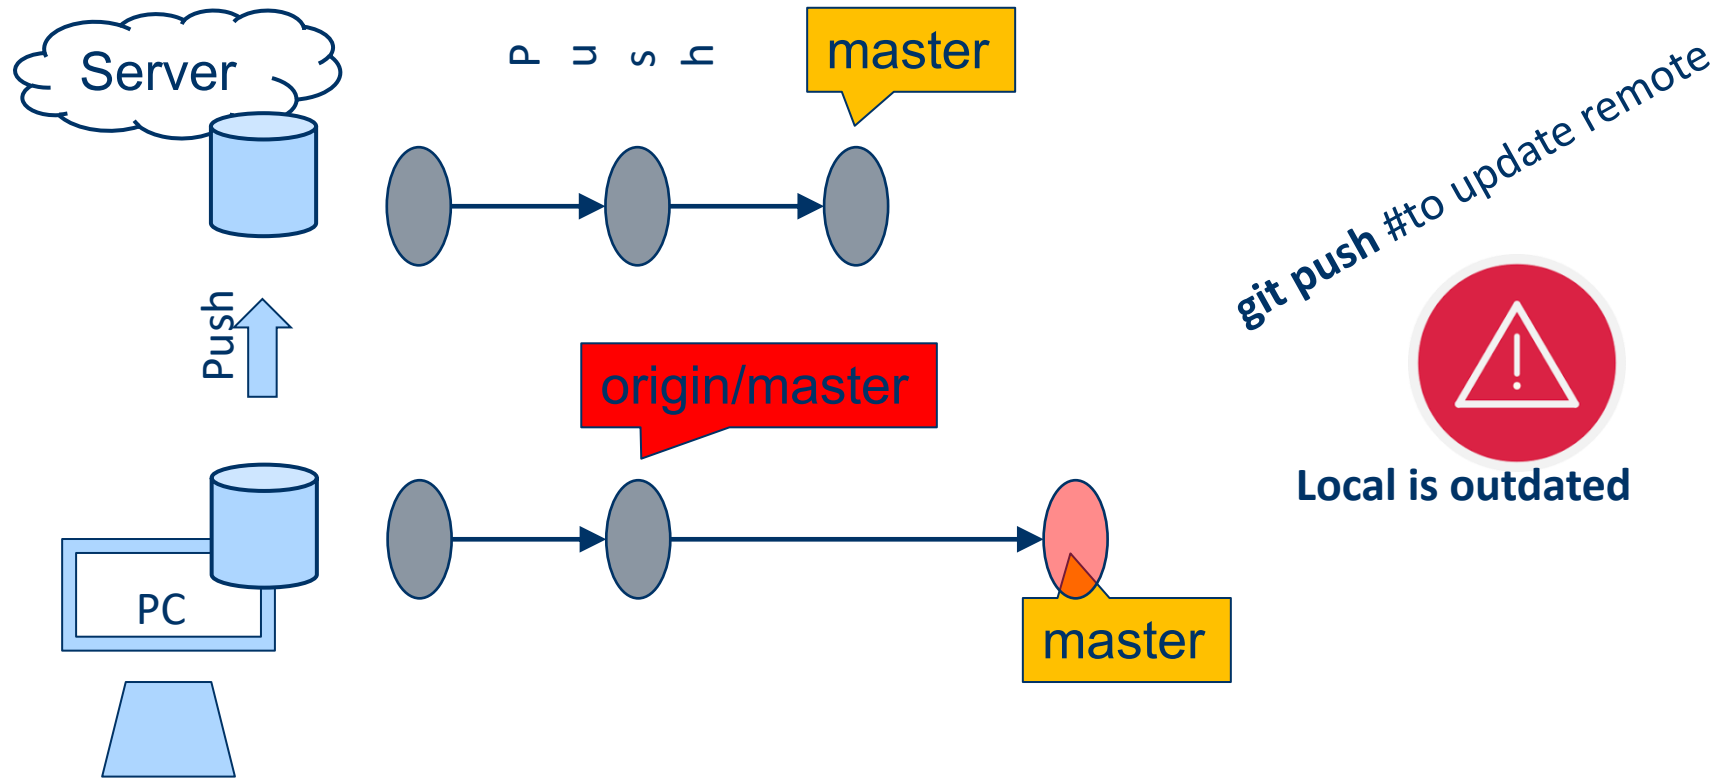 Server
Push
master
git push #to update remote
Push
origin/master
Local is outdated
PC
master